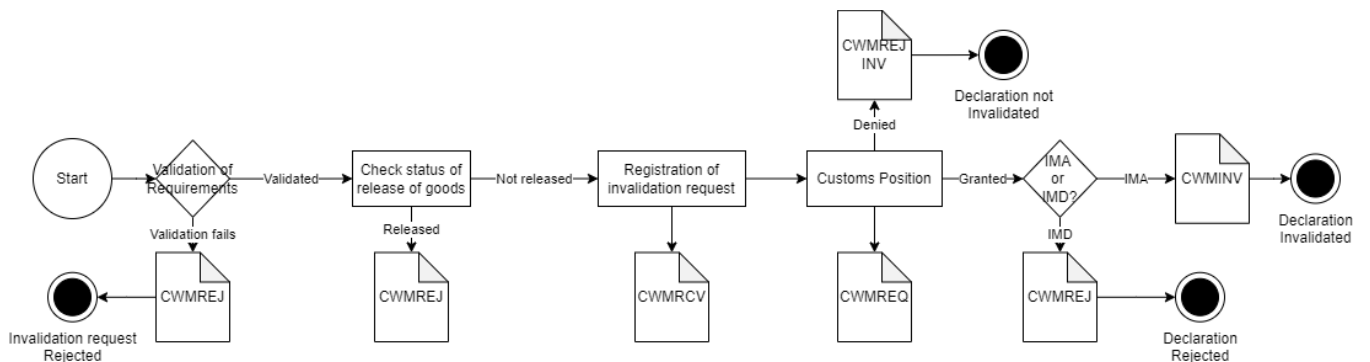 CWMREJ
INV
Declaration not
Invalidated
Denied
Start
Validation of
Requirements
Validated
Check status of
release of goods
Not released
Registration of
invalidation request
Customs Position
Granted
IMA
or
IMD?
IMA
CWMINV
Declaration
Invalidated
Validation fails
Released
IMD
CWMREJ
CWMREJ
CWMRCV
CWMREQ
CWMREJ
Invalidation request
Rejected
Declaration
Rejected